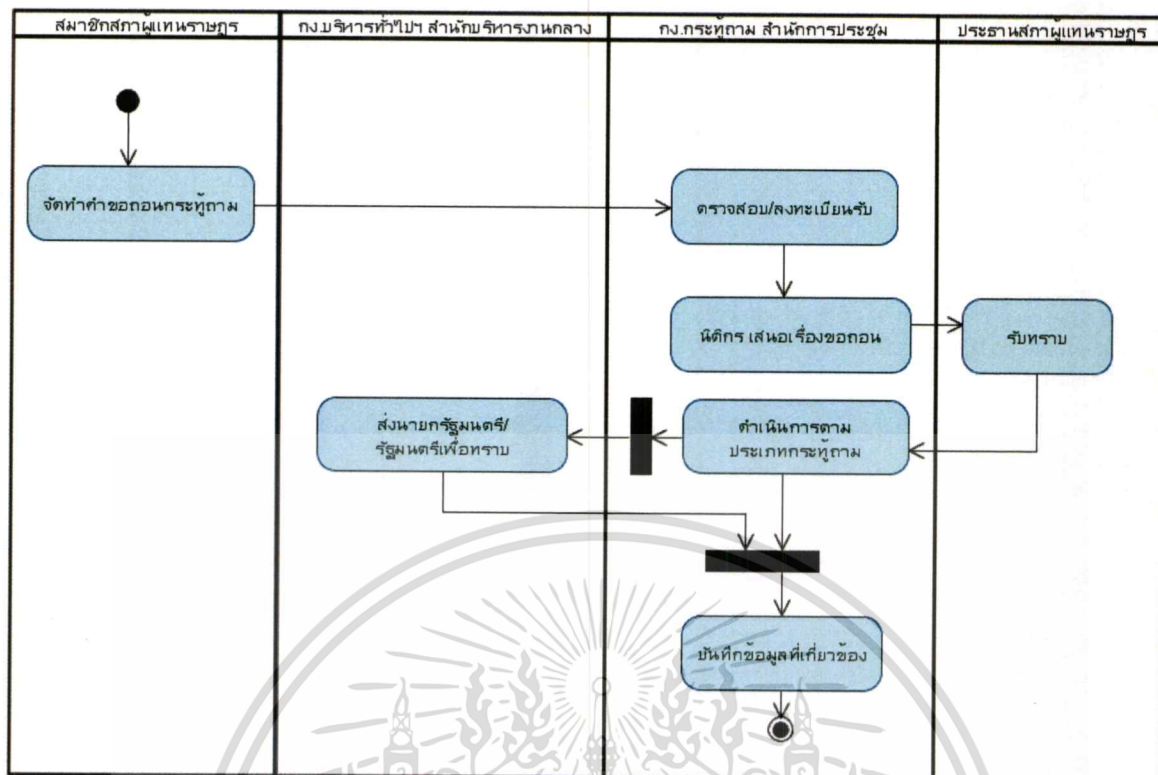 สมาชิกสภาผู้แทนราษฎร
กง.บริหารทั่วไปฯ สำนักบริหารงานกลาง
กง.กระทู้ถาม สำนักการประชุม
ประธานสภาผู้แทนราษฎร
จัดทำคำขอถอนกระทู้ถาม
ตรวจสอบ/ลงทะเบียนรับ
นิติกร เสนอเรื่องขอถอน
รับทราบ
ส่งนายกรัฐมนตรี/
รัฐมนตรีเพื่อทราบ
ดำเนินการตาม
ประเภทกระทู้ถาม
บันทึกข้อมูลที่เกี่ยวข้อง